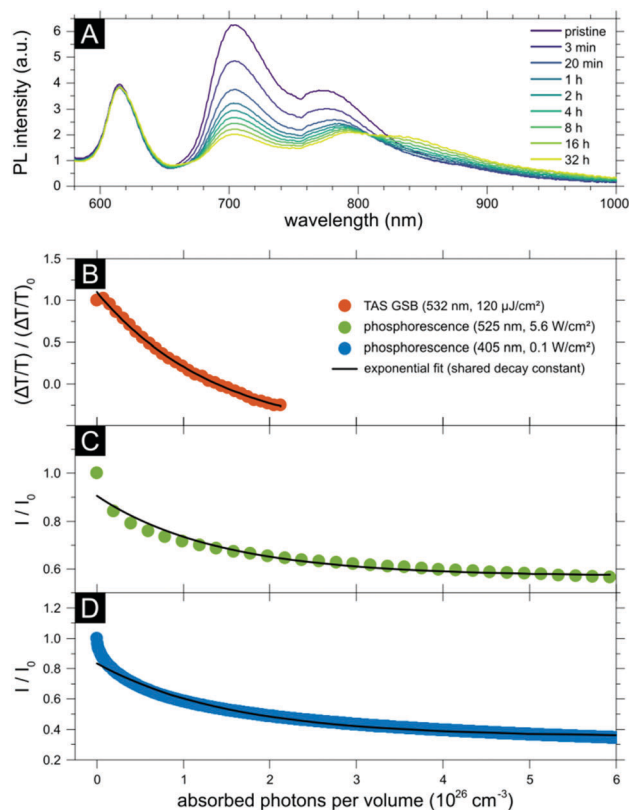 A
PL intensity (a.u.)
6
5
4
3
2
1
0
pristine
3 min
20 min
1 h
2 h
4 h
8 h
16 h
32 h
600 700 800 900 1000
wavelength (nm)
B
(ΔT/T) / (ΔT/T)0
1.5
1.0
0.5
0.0
TAS GSB (532 nm, 120 µJ/cm²)
phosphorescence (525 nm, 5.6 W/cm²)
phosphorescence (405 nm, 0.1 W/cm²)
exponential fit (shared decay constant)
C
I / I0
1.0
0.8
0.6
D
I / I0
1.2
1.0
0.8
0.6
0.4
0.2
0 1 2 3 4 5 6
absorbed photons per volume (10²⁶ cm⁻³)